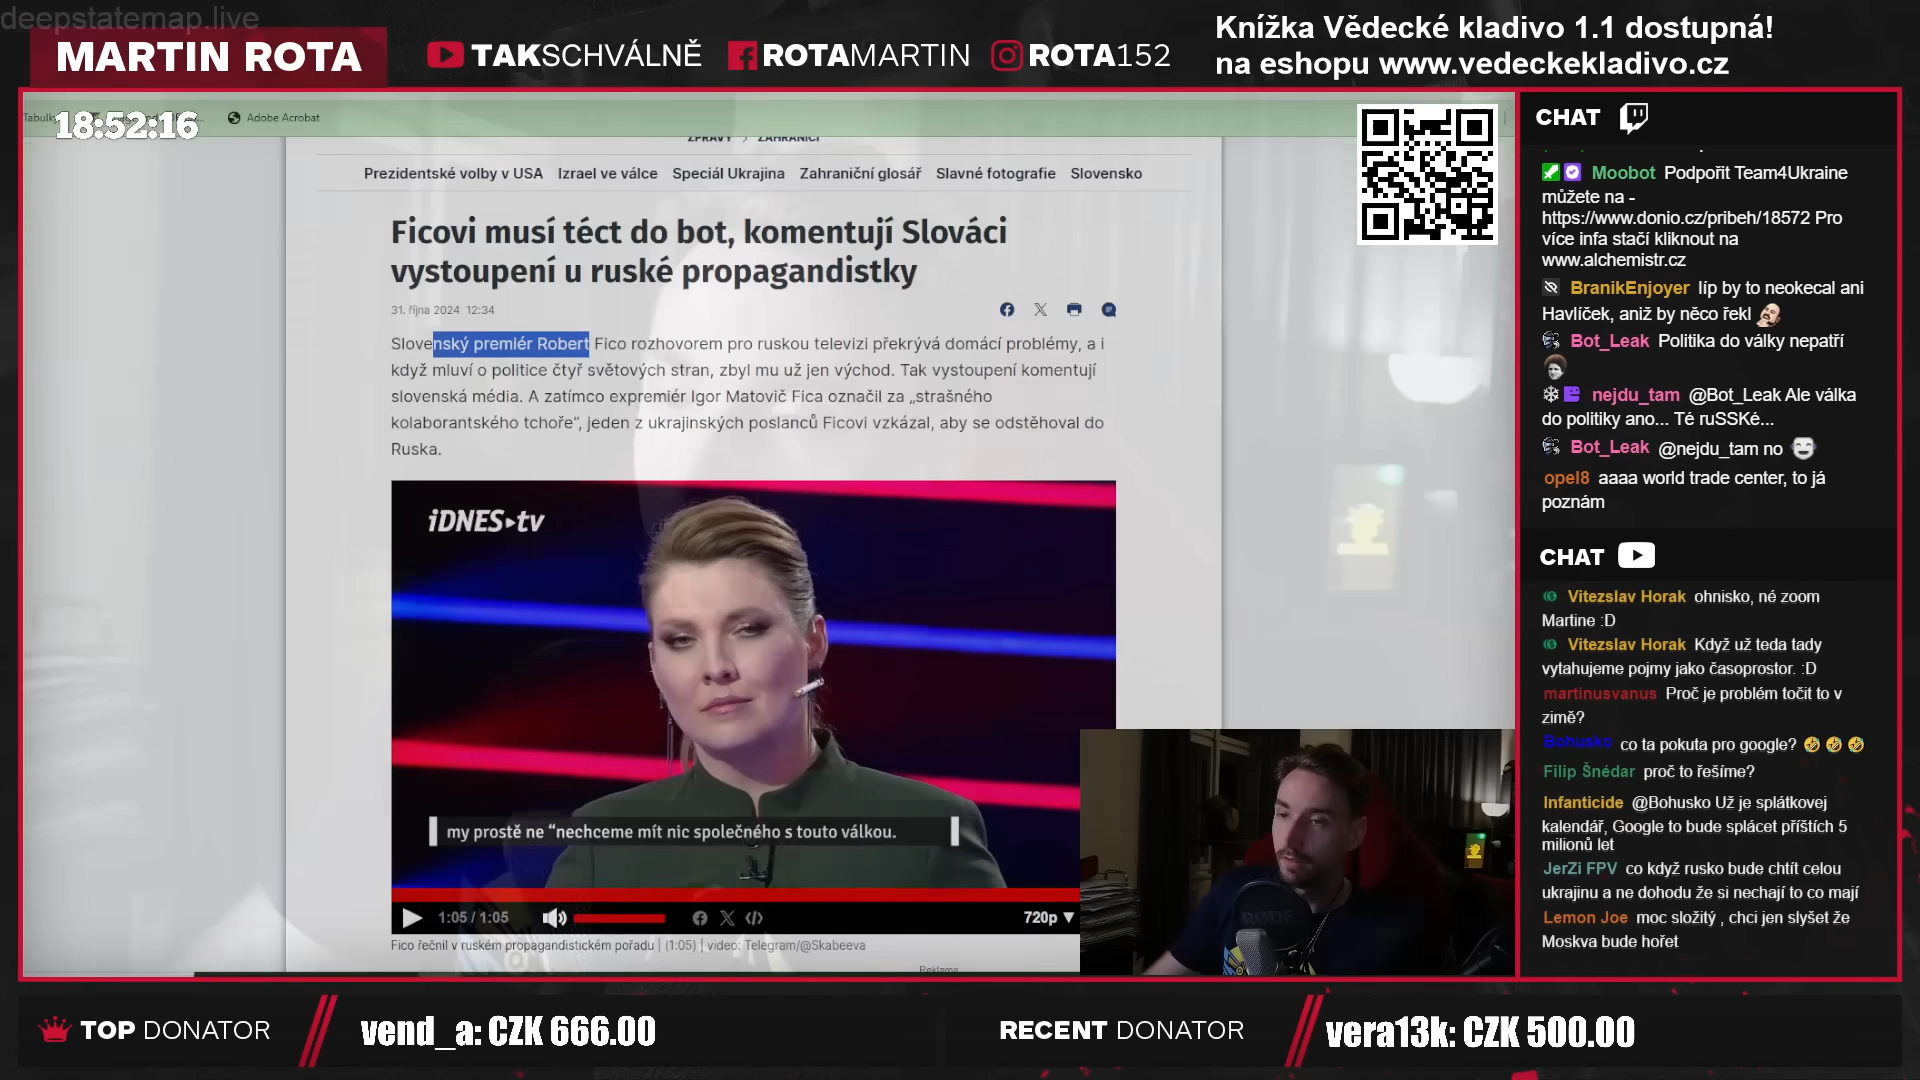 deepstatemap.live
MARTIN ROTA
TAKSCHVÁLNĚ
ROTAMARTIN
ROTA152
Knížka Vědecké kladivo 1.1 dostupná!
na eshopu www.vedeckekladivo.cz
18:52:16
Adobe Acrobat
ZPRÁVY > ZAHRANIČÍ
Prezidentské volby v USA Izrael ve válce Speciál Ukrajina Zahraniční glosář Slavné fotografie Slovensko
Ficovi musí téct do bot, komentují Slováci
vystoupení u ruské propagandistky
31. října 2024 12:34
Slovenský premiér Robert Fico rozhovorem pro ruskou televizi překrývá domácí problémy, a i
když mluví o politice čtyř světových stran, zbyl mu už jen východ. Tak vystoupení komentují
slovenská média. A zatímco expremiér Igor Matovič Fica označil za „strašného
kolaborantského tchoře“, jeden z ukrajinských poslanců Ficovi vzkázal, aby se odstěhoval do
Ruska.
iDNES tv
my prostě ne “nechceme mít nic společného s touto válkou.
1:05 / 1:05
720p
Fico řečnil v ruském propagandistickém pořadu | (1:05) | video: Telegram/@Skabeeva
Reklama
RØDE
CHAT
Moobot Podpořit Team4Ukraine
můžete na -
https://www.donio.cz/pribeh/18572 Pro
více infa stačí kliknout na
www.alchemistr.cz
BranikEnjoyer líp by to neokecal ani
Havlíček, aniž by něco řekl
Bot_Leak Politika do války nepatří
nejdu_tam @Bot_Leak Ale válka
do politiky ano... Té ruSSKé...
Bot_Leak @nejdu_tam no
opel8 aaaa world trade center, to já
poznám
CHAT
Vitezslav Horak ohnisko, né zoom
Martine :D
Vitezslav Horak Když už teda tady
vytahujeme pojmy jako časoprostor. :D
martinusvanus Proč je problém točit to v
zimě?
Bohusko co ta pokuta pro google? 🤣 🤣 🤣
Filip Šnédar proč to řešíme?
Infanticide @Bohusko Už je splátkovej
kalendář, Google to bude splácet příštích 5
milionů let
JerZi FPV co když rusko bude chtít celou
ukrajinu a ne dohodu že si nechají to co mají
Lemon Joe moc složitý , chci jen slyšet že
Moskva bude hořet
TOP DONATOR
vend_a: CZK 666.00
RECENT DONATOR
vera13k: CZK 500.00